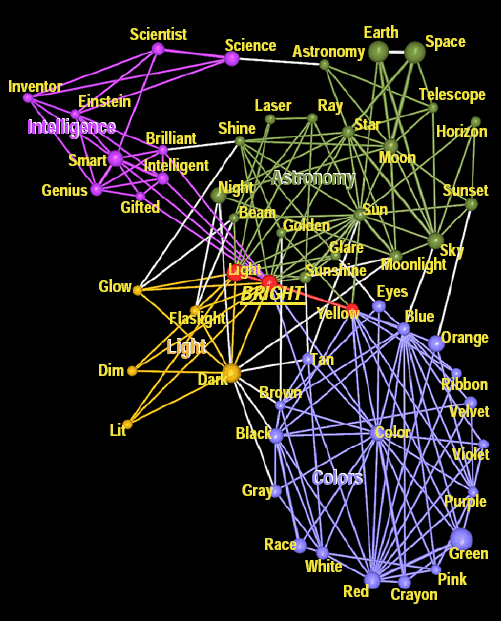 Earth
Scientist
Science
Astronomy
Space
Inventor
Einstein
Telescope
Laser
Ray
Horizon
Intelligence
Shine
Star
Brilliant
Smart
Intelligent
Moon
Genius
Gifted
Astronomy
Night
Sunset
Beam
Golden
Sun
Glare
Sky
Light
Sunshine
Moonlight
Glow
BRIGHT
Eyes
Flaslight
Yellow
Blue
Light
Orange
Dim
Dark
Tan
Ribbon
Brown
Velvet
Lit
Black
Color
Violet
Colors
Gray
Purple
Race
White
Green
Red
Crayon
Pink